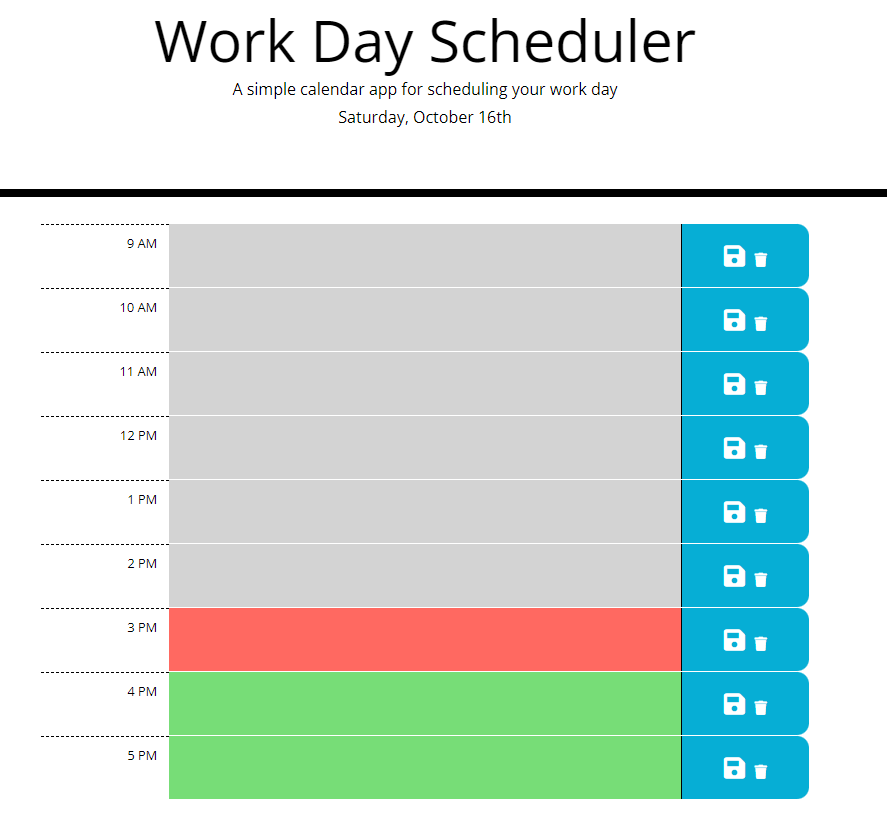 Work Day Scheduler
A simple calendar app for scheduling your work day
Saturday, October 16th
9 AM
10 AM
11 AM
12 PM
1 PM
2 PM
3 PM
4 PM
5 PM